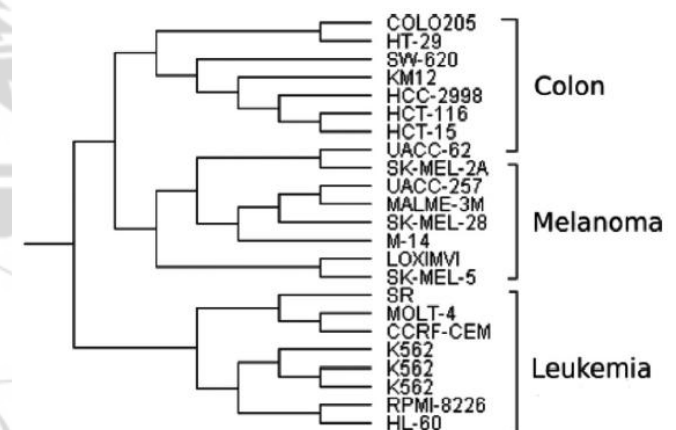 COLO205
HT-29
SW-620
KM12
HCC-2998
HCT-116
HCT-15
Colon
UACC-62
SK-MEL-2A
UACC-257
MALME-3M
SK-MEL-28
M-14
LOXIMVI
SK-MEL-5
Melanoma
SR
MOLT-4
CCRF-CEM
K562
K562
K562
RPMI-8226
HL-60
Leukemia